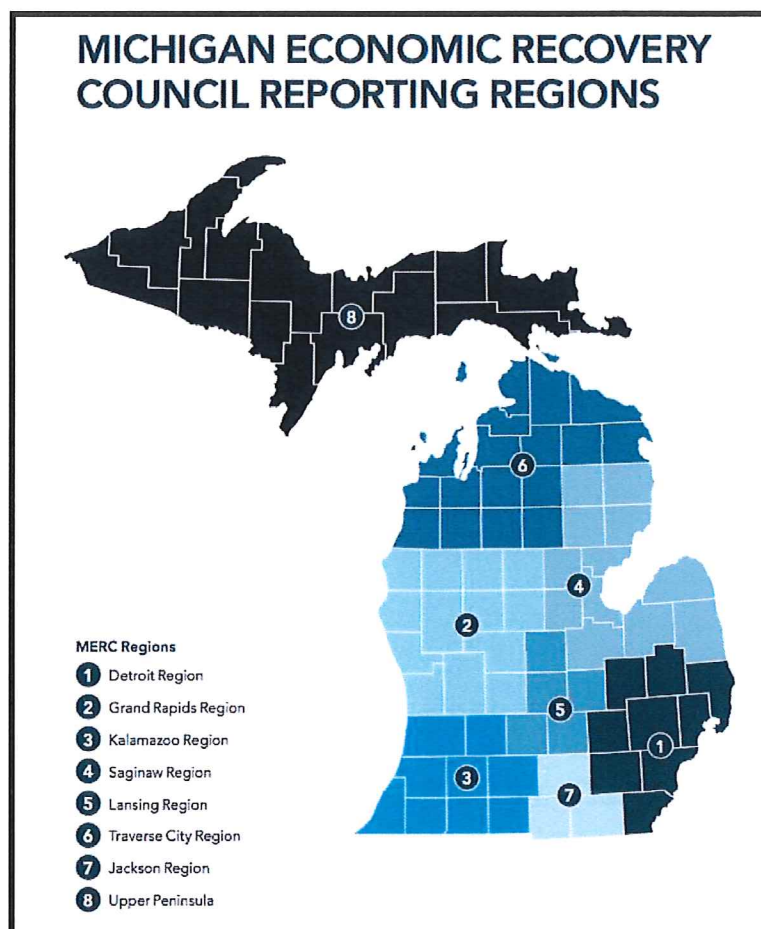 MICHIGAN ECONOMIC RECOVERY
COUNCIL REPORTING REGIONS
8
6
4
2
5
1
3
7
MERC Regions
1 Detroit Region
2 Grand Rapids Region
3 Kalamazoo Region
4 Saginaw Region
5 Lansing Region
6 Traverse City Region
7 Jackson Region
8 Upper Peninsula